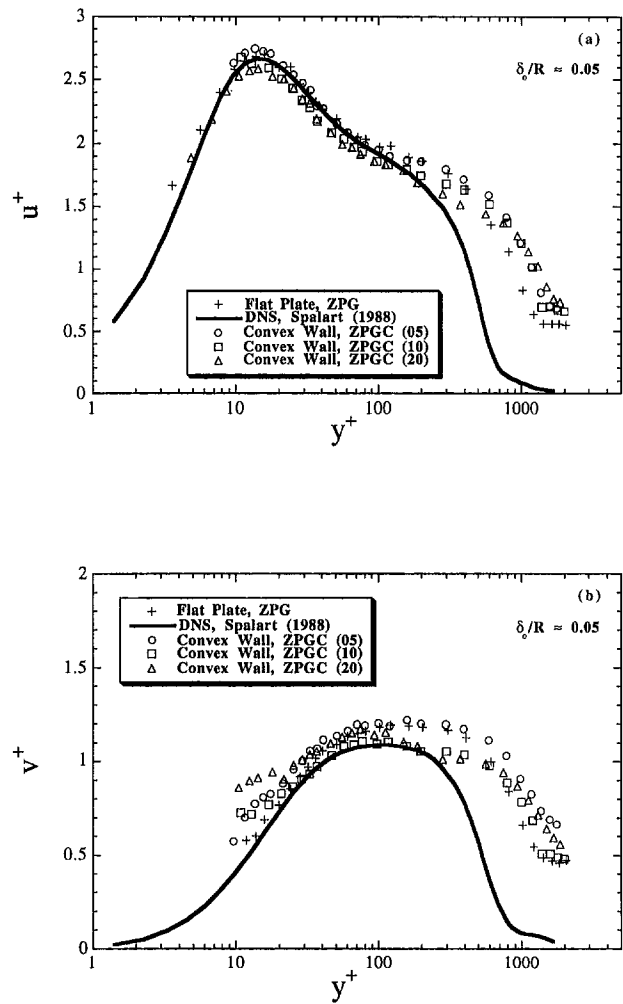 (a)
δ₀/R ≈ 0.05
3
2.5
2
1.5
1
0.5
0
u⁺
Flat Plate, ZPG
DNS, Spalart (1988)
Convex Wall, ZPGC (05)
Convex Wall, ZPGC (10)
Convex Wall, ZPGC (20)
1
10
100
1000
y⁺
(b)
δ₀/R ≈ 0.05
2
1.5
1
0.5
0
v⁺
Flat Plate, ZPG
DNS, Spalart (1988)
Convex Wall, ZPGC (05)
Convex Wall, ZPGC (10)
Convex Wall, ZPGC (20)
1
10
100
1000
y⁺